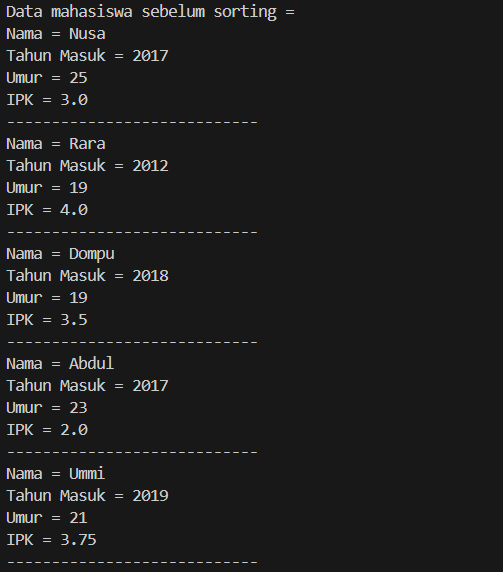 Data mahasiswa sebelum sorting =
Nama = Nusa
Tahun Masuk = 2017
Umur = 25
IPK = 3.0
----------------------------
Nama = Rara
Tahun Masuk = 2012
Umur = 19
IPK = 4.0
----------------------------
Nama = Dompu
Tahun Masuk = 2018
Umur = 19
IPK = 3.5
----------------------------
Nama = Abdul
Tahun Masuk = 2017
Umur = 23
IPK = 2.0
----------------------------
Nama = Ummi
Tahun Masuk = 2019
Umur = 21
IPK = 3.75
----------------------------